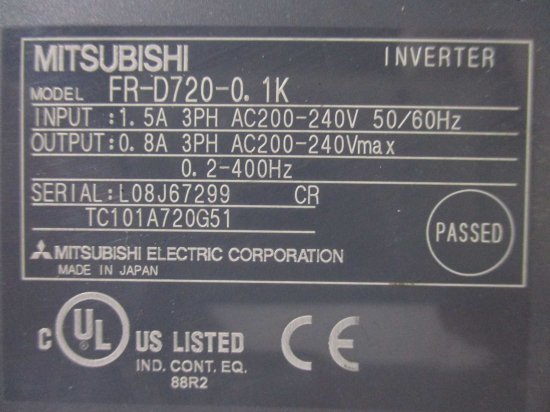 MITSUBISHI INVERTER
MODEL FR-D720-0.1K
INPUT :1.5A 3PH AC200-240V 50/60Hz
OUTPUT:0.8A 3PH AC200-240Vmax
0.2-400Hz
SERIAL:L08J67299 CR
TC101A720G51
PASSED
MITSUBISHI ELECTRIC CORPORATION
MADE IN JAPAN
C UL US LISTED CE
IND. CONT. EQ.
88R2